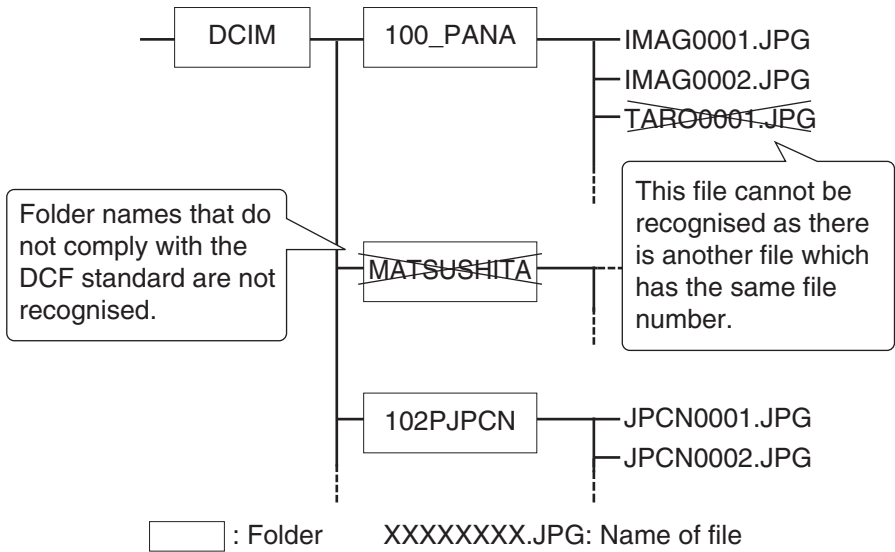 DCIM
100_PANA
IMAG0001.JPG
IMAG0002.JPG
TARO0001.JPG
This file cannot be
recognised as there
is another file which
has the same file
number.
Folder names that do
not comply with the
DCF standard are not
recognised.
MATSUSHITA
102PJPCN
JPCN0001.JPG
JPCN0002.JPG
: Folder XXXXXXXX.JPG: Name of file